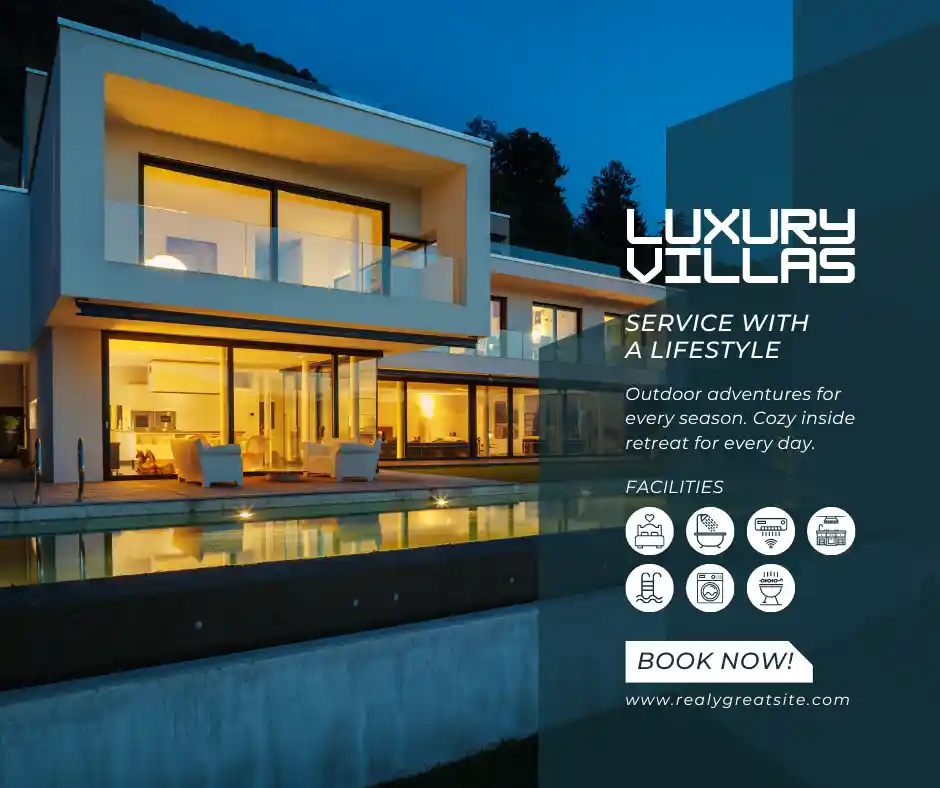 LUXURY
VILLAS
SERVICE WITH
A LIFESTYLE
Outdoor adventures for
every season. Cozy inside
retreat for every day.
FACILITIES
BOOK NOW!
www.realygreatsite.com